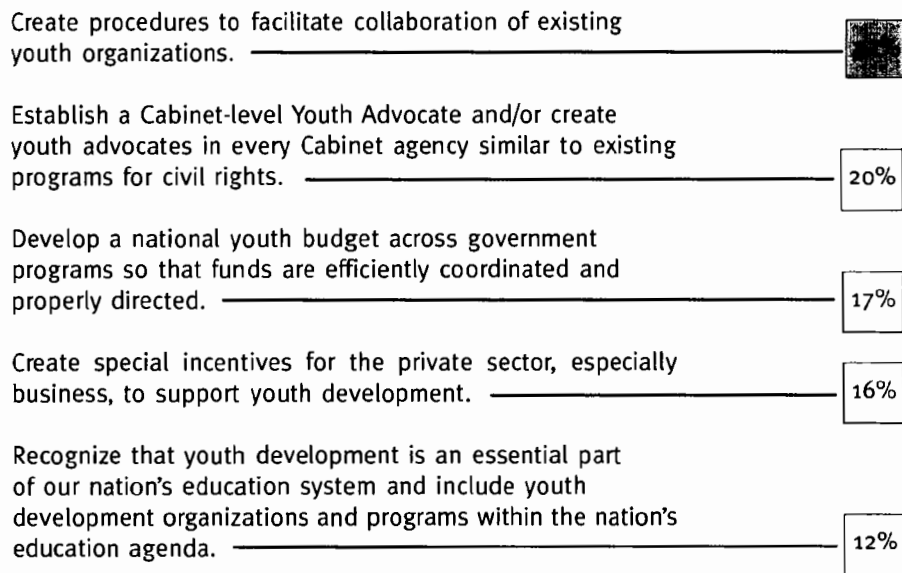 Create procedures to facilitate collaboration of existing
youth organizations.
Establish a Cabinet-level Youth Advocate and/or create
youth advocates in every Cabinet agency similar to existing
programs for civil rights.
20%
Develop a national youth budget across government
programs so that funds are efficiently coordinated and
properly directed.
17%
Create special incentives for the private sector, especially
business, to support youth development.
16%
Recognize that youth development is an essential part
of our nation's education system and include youth
development organizations and programs within the nation's
education agenda.
12%